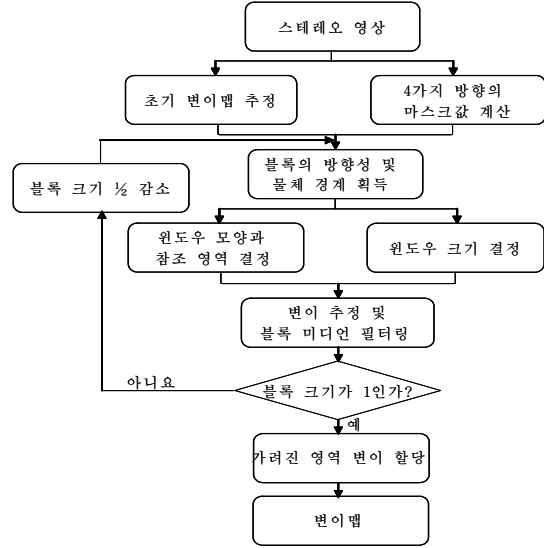 스테레오 영상
초기 변이맵 추정
4가지 방향의
마스크값 계산
블록의 방향성 및
물체 경계 획득
블록 크기 ½ 감소
윈도우 모양과
참조 영역 결정
윈도우 크기 결정
변이 추정 및
블록 미디언 필터링
아니요
블록 크기가 1인가?
예
가려진 영역 변이 할당
변이맵